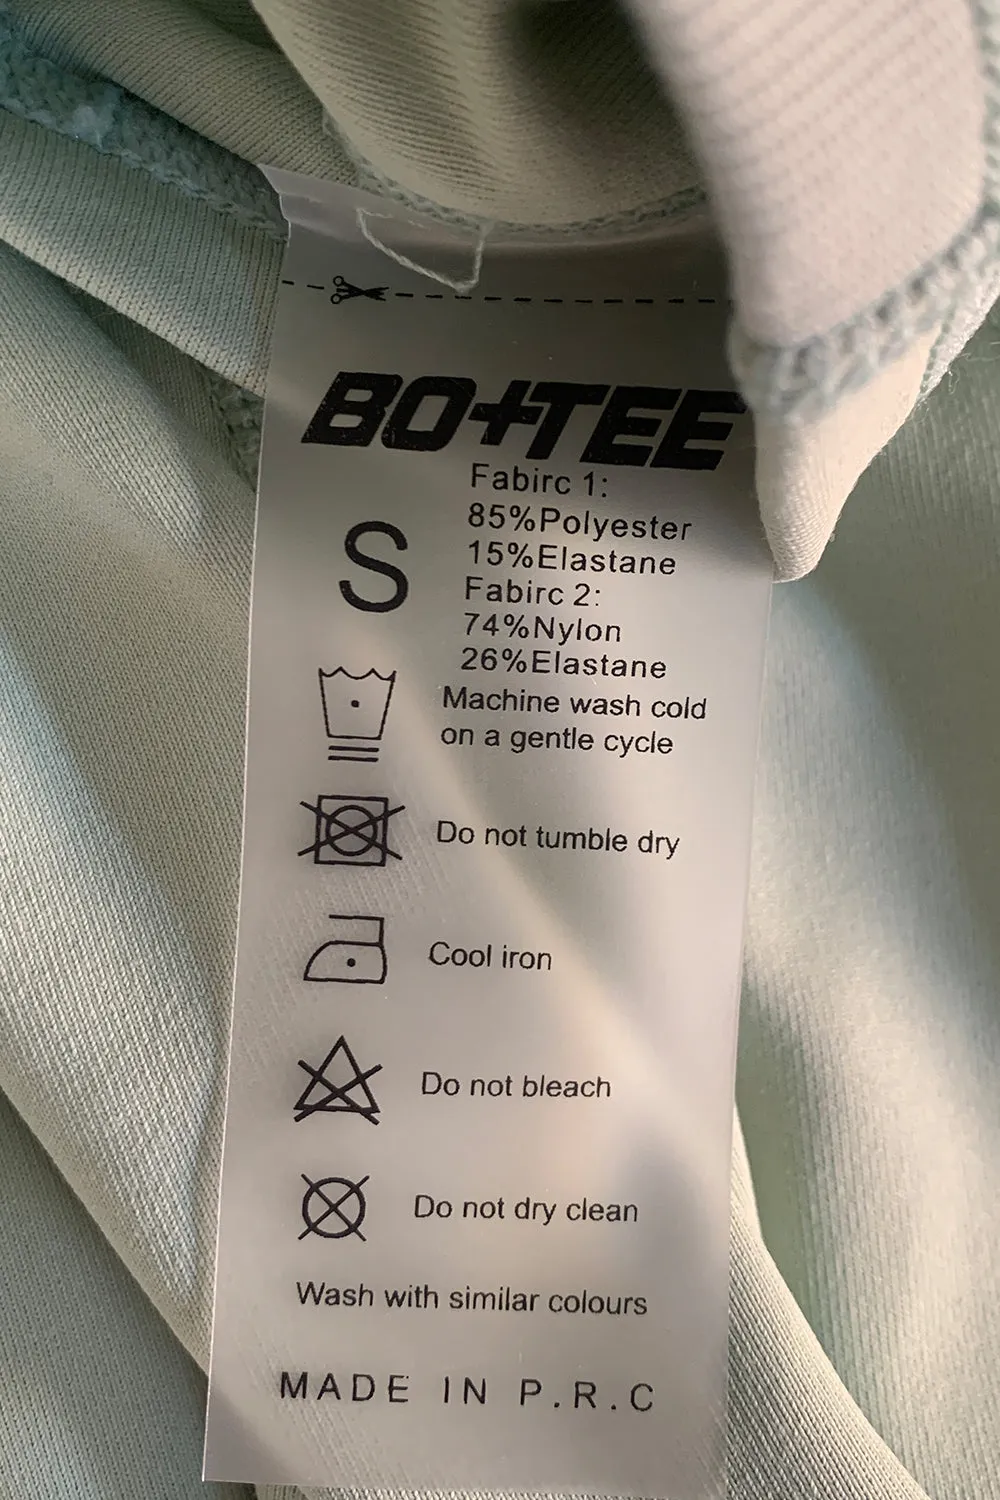 BO+TEE
Fabirc 1:
85%Polyester
15%Elastane
S
Fabirc 2:
74%Nylon
26%Elastane
Machine wash cold
on a gentle cycle
Do not tumble dry
Cool iron
Do not bleach
Do not dry clean
Wash with similar colours
MADE IN P.R.C